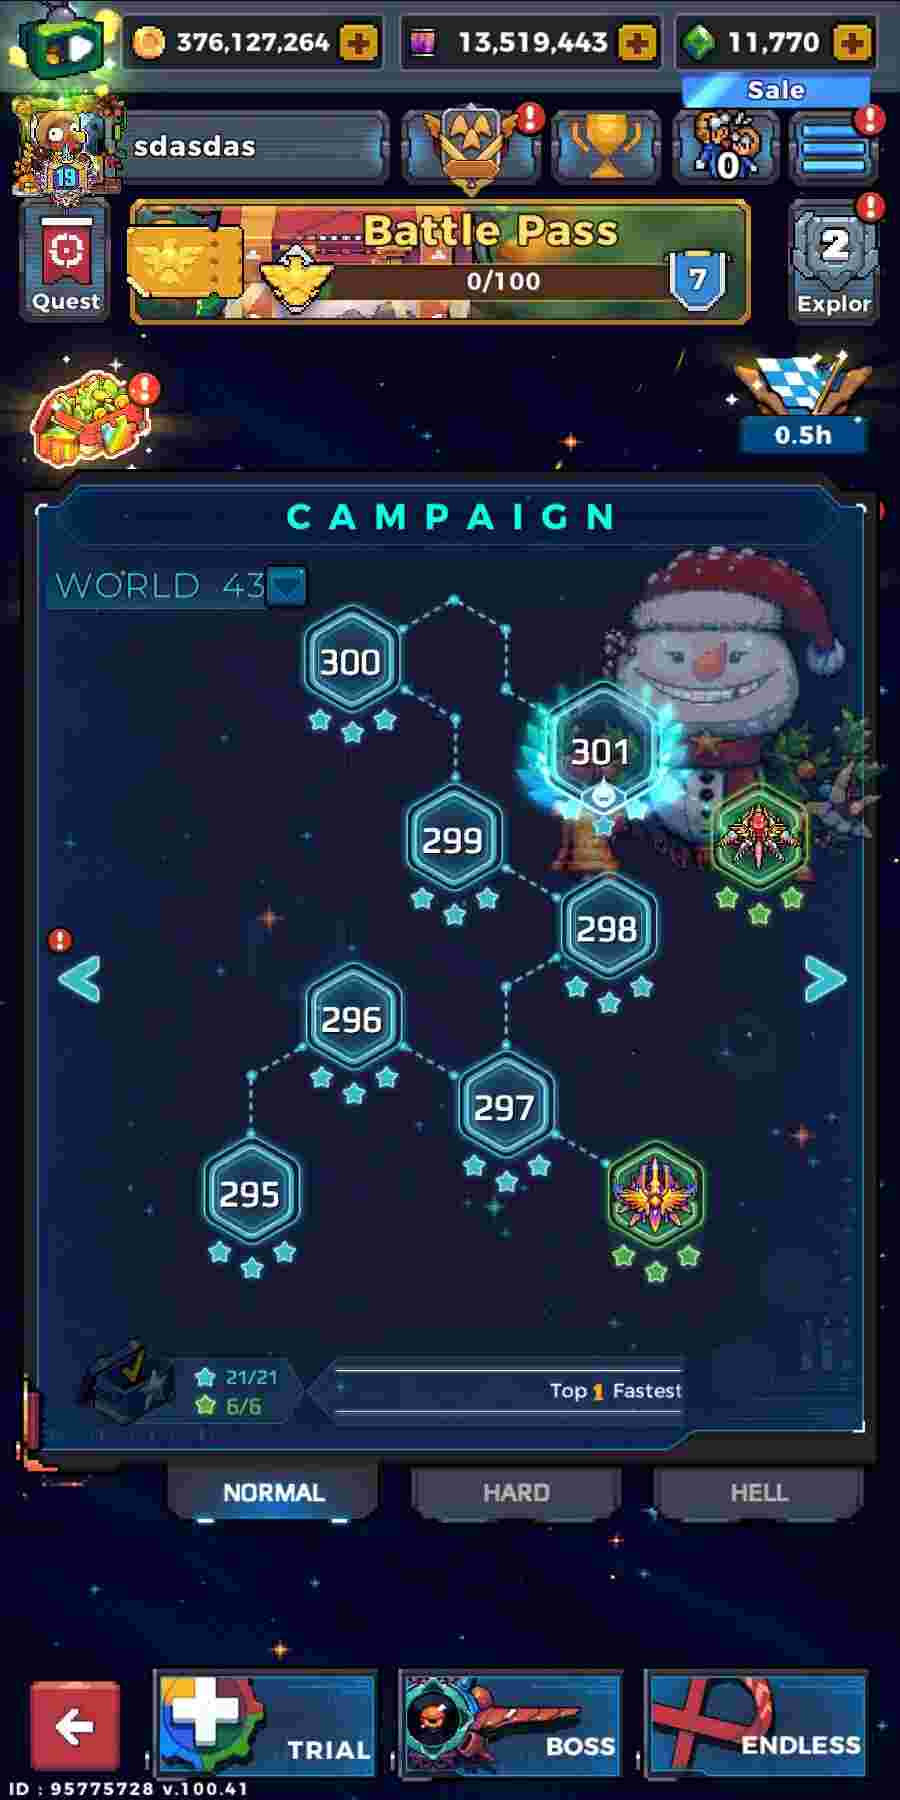 376,127,264
13,519,443
11,770
Sale
19
sdasdas
0
Battle Pass
0/100
7
Quest
2
Explor
0.5h
CAMPAIGN
WORLD 43
300
301
299
298
296
297
295
21/21
6/6
Top 1 Fastest
NORMAL
HARD
HELL
TRIAL
BOSS
ENDLESS
ID : 95775728 v.100.41